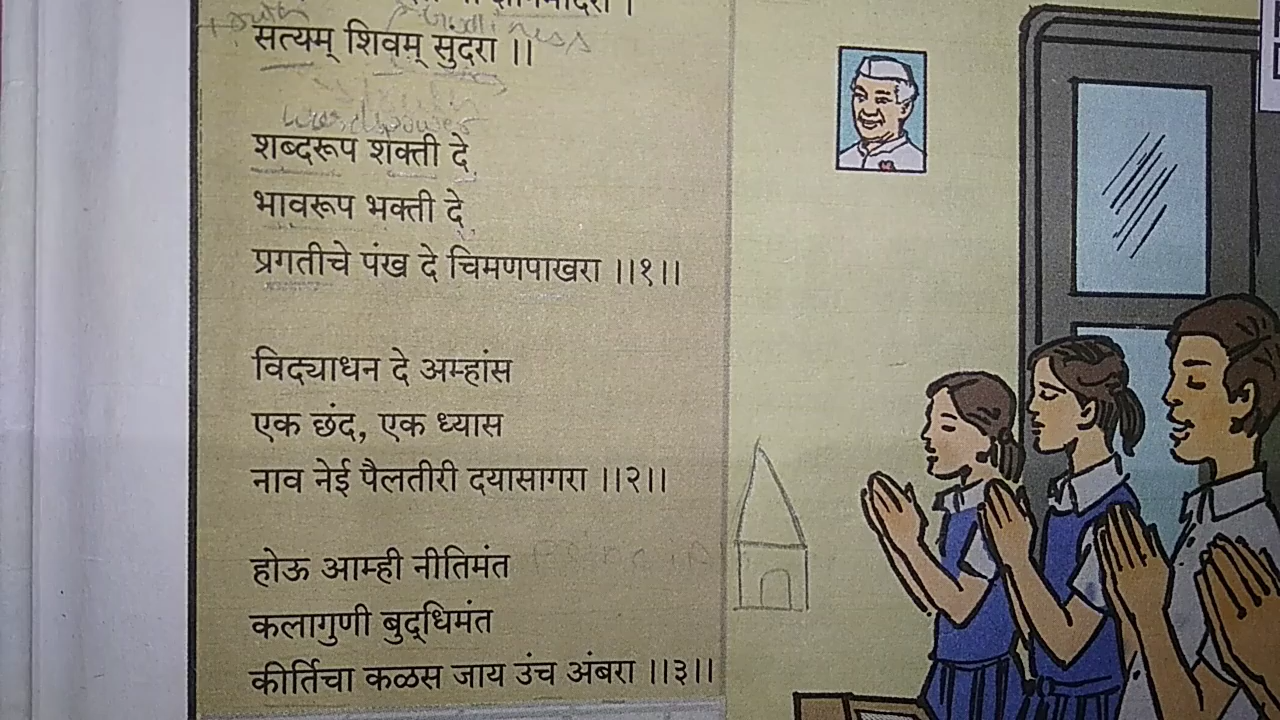 सत्यम् शिवम् सुदरा ।।
wordpower
शब्दरूप शक्ती दे
भावरूप भक्ती दे
प्रगतीचे पंख दे चिमणपाखरा ।।१।।
विद्याधन दे अम्हांस
एक छंद, एक ध्यास
नाव नेई पैलतीरी दयासागरा ।।२।।
होऊ आम्ही नीतिमंत
कलागुणी बुद्धिमंत
कीर्तिचा कळस जाय उंच अंबरा ।।३।।